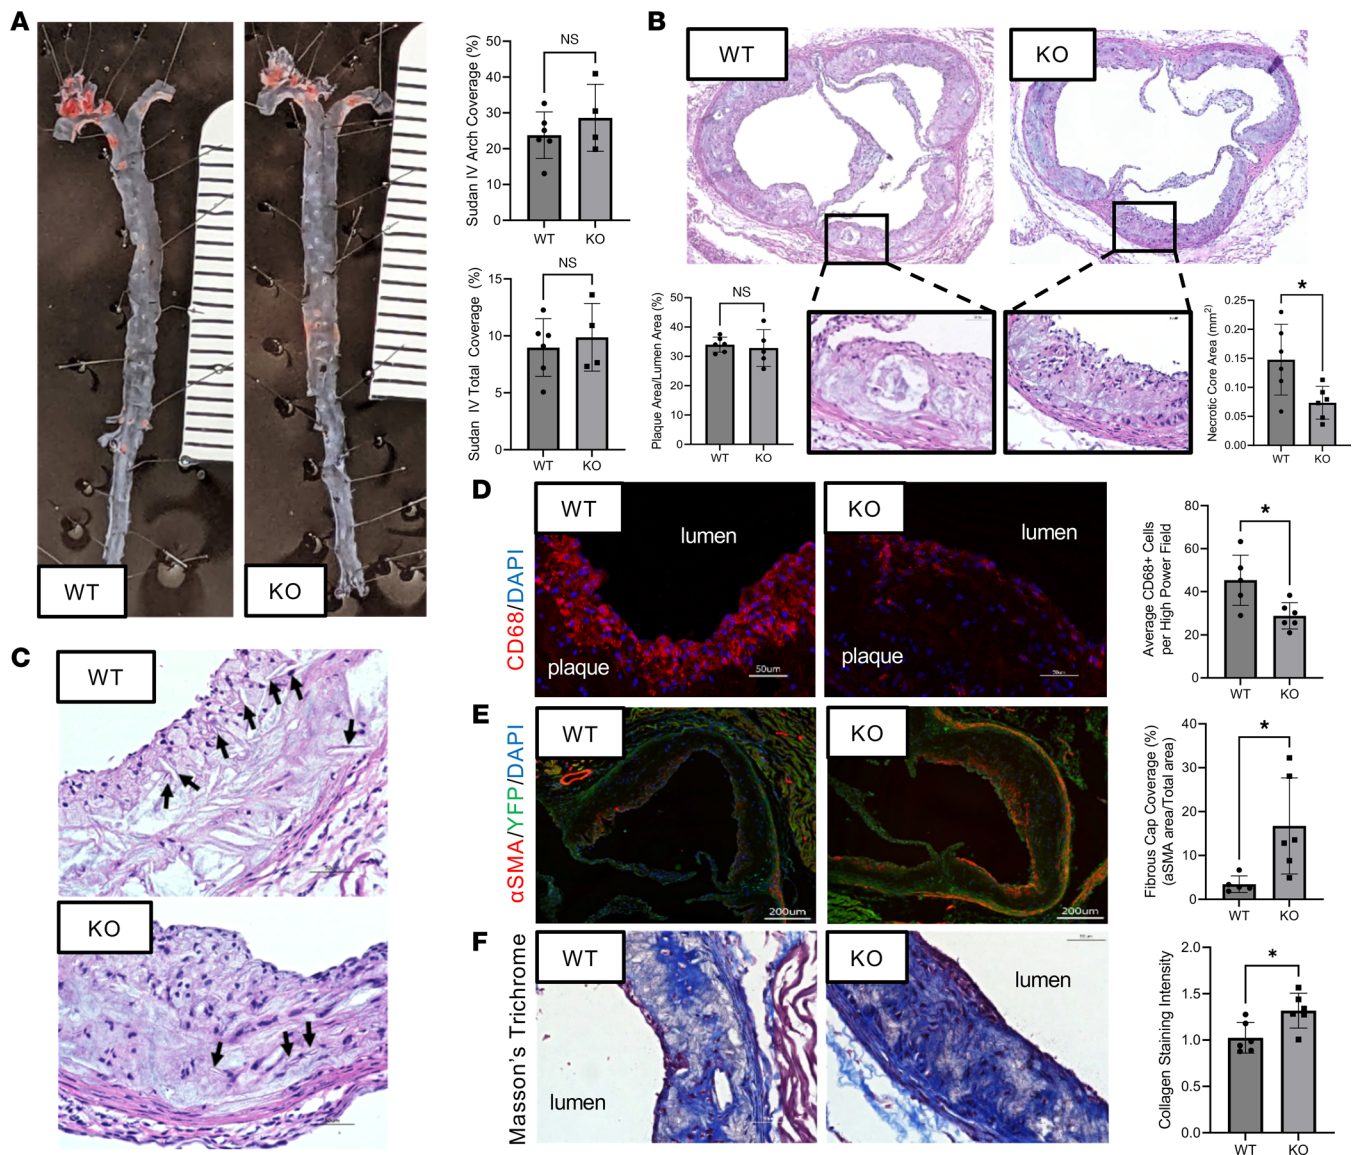 A
WT
KO
Sudan IV Arch Coverage (%)
50
40
30
20
10
0
NS
WT
KO
Sudan IV Total Coverage (%)
15
10
5
0
NS
WT
KO
B
WT
KO
Plaque Area/Lumen Area (%)
50
40
30
20
10
0
NS
WT
KO
Necrotic Core Area (mm²)
0.25
0.20
0.15
0.10
0.05
0.00
*
WT
KO
C
WT
KO
D
CD68/DAPI
WT
lumen
plaque
50um
KO
lumen
plaque
50um
Average CD68+ Cells
per High Power Field
80
60
40
20
0
*
WT
KO
E
αSMA/YFP/DAPI
WT
200um
KO
200um
Fibrous Cap Coverage (%)
(aSMA area/Total area)
40
30
20
10
0
*
WT
KO
F
Masson's Trichrome
WT
lumen
KO
lumen
Collagen Staining Intensity
2.0
1.5
1.0
0.5
0.0
*
WT
KO